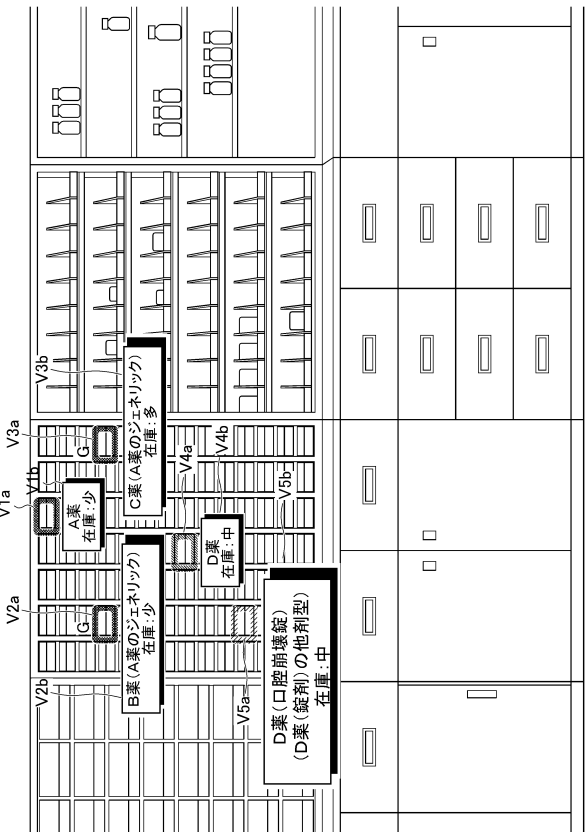 V1a
V1b
A薬
在庫:少
V2a
G
V2b
B薬(A薬のジェネリック)
在庫:少
V3a
G
V3b
C薬(A薬のジェネリック)
在庫:多
V4a
V4b
D薬
在庫:中
V5a
V5b
D薬(口腔崩壊錠)
(D薬(錠剤)の他剤型)
在庫:中